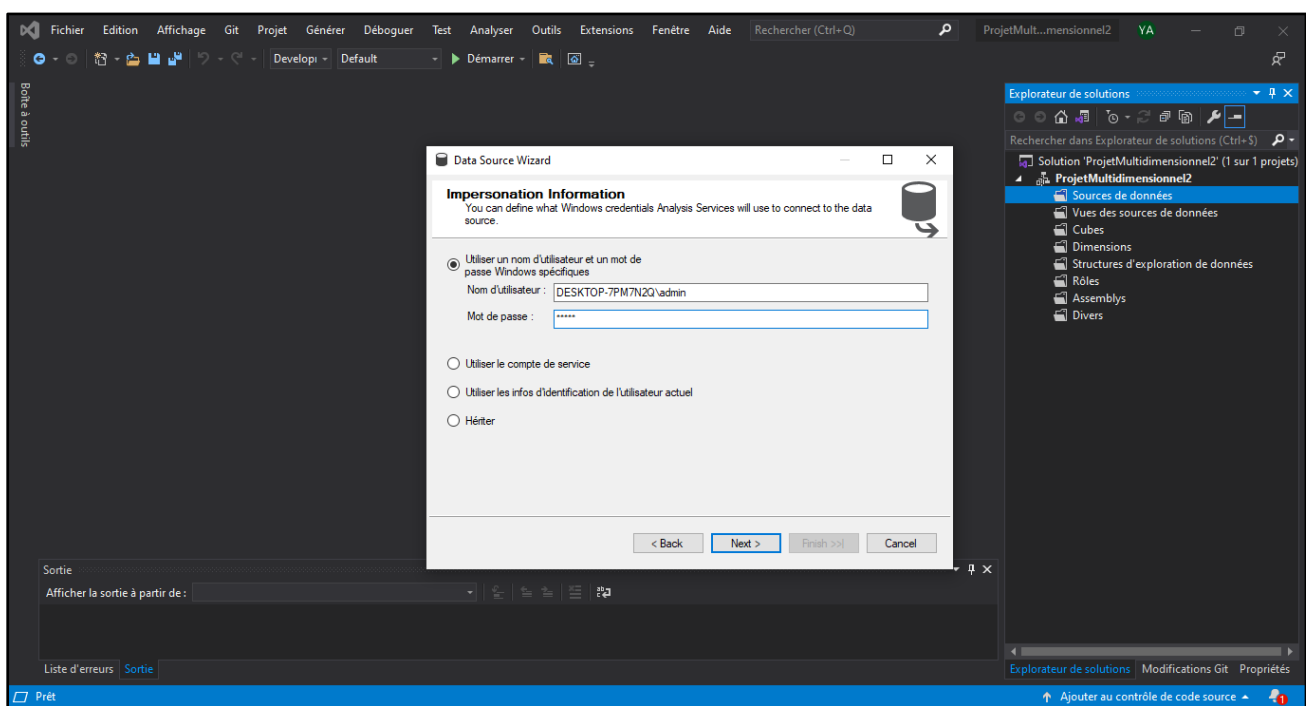 Fichier Edition Affichage Git Projet Générer Déboguer Test Analyser Outils Extensions Fenêtre Aide Rechercher (Ctrl+Q) ProjetMult...mensionnel2 YA
Developı Default Démarrer
Boîte à outils
Explorateur de solutions
Rechercher dans Explorateur de solutions (Ctrl+$)
Solution 'ProjetMultidimensionnel2' (1 sur 1 projets)
ProjetMultidimensionnel2
Sources de données
Vues des sources de données
Cubes
Dimensions
Structures d'exploration de données
Rôles
Assemblys
Divers
Data Source Wizard
Impersonation Information
You can define what Windows credentials Analysis Services will use to connect to the data
source.
Utiliser un nom d'utilisateur et un mot de
passe Windows spécifiques
Nom d'utilisateur : DESKTOP-7PM7N2Q\admin
Mot de passe : *****
Utiliser le compte de service
Utiliser les infos d'identification de l'utilisateur actuel
Hériter
< Back Next > Finish >>| Cancel
Sortie
Afficher la sortie à partir de :
Liste d'erreurs Sortie
Explorateur de solutions Modifications Git Propriétés
Prêt
Ajouter au contrôle de code source 1